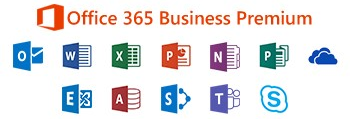 Office 365 Business Premium
O W X P N P
E A S T S